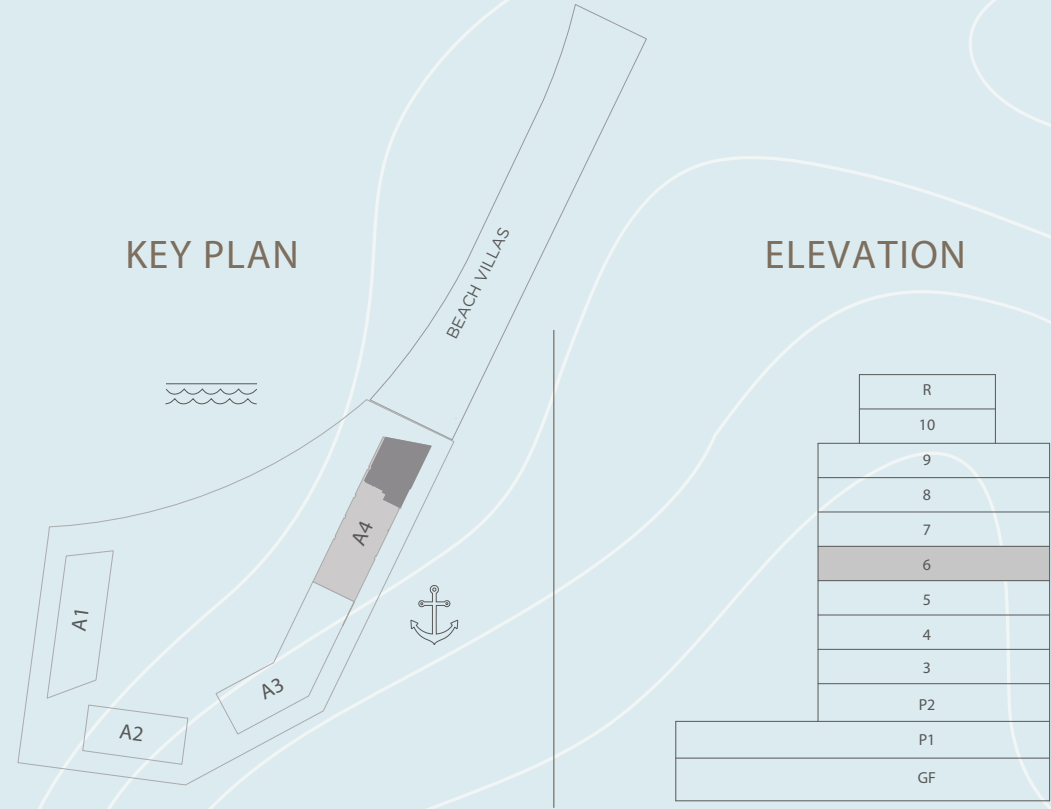 KEY PLAN
BEACH VILLAS
A4
A1
A3
A2
ELEVATION
R
10
9
8
7
6
5
4
3
P2
P1
GF